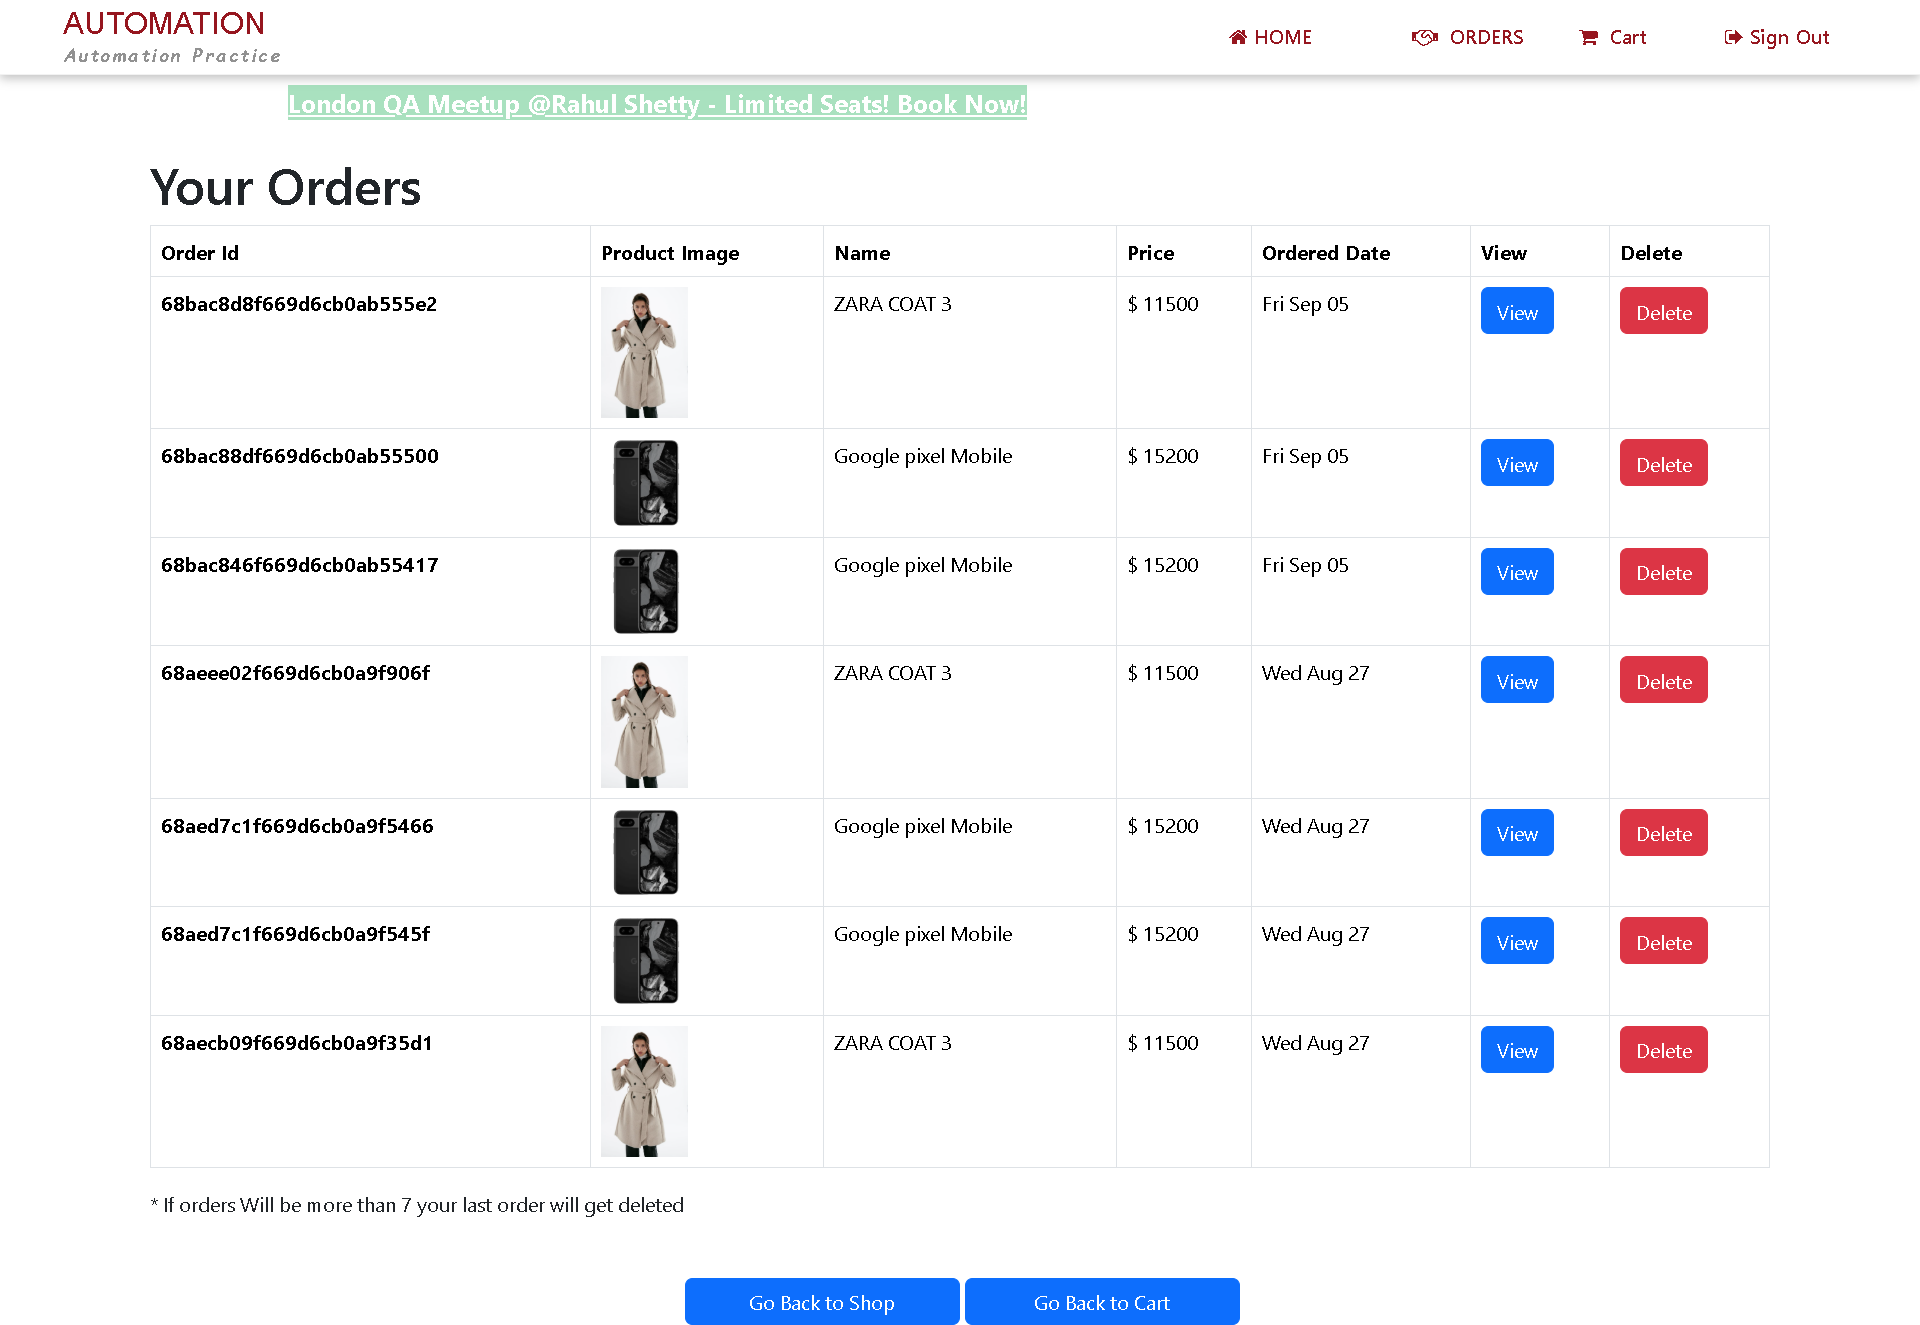 AUTOMATION
Automation Practice
HOME
ORDERS
Cart
Sign Out
London QA Meetup @Rahul Shetty - Limited Seats! Book Now!
Your Orders
Order Id Product Image Name Price Ordered Date View Delete
68bac8d8f669d6cb0ab555e2 ZARA COAT 3 $ 11500 Fri Sep 05 View Delete
68bac88df669d6cb0ab55500 Google pixel Mobile $ 15200 Fri Sep 05 View Delete
68bac846f669d6cb0ab55417 Google pixel Mobile $ 15200 Fri Sep 05 View Delete
68aeee02f669d6cb0a9f906f ZARA COAT 3 $ 11500 Wed Aug 27 View Delete
68aed7c1f669d6cb0a9f5466 Google pixel Mobile $ 15200 Wed Aug 27 View Delete
68aed7c1f669d6cb0a9f545f Google pixel Mobile $ 15200 Wed Aug 27 View Delete
68aecb09f669d6cb0a9f35d1 ZARA COAT 3 $ 11500 Wed Aug 27 View Delete
* If orders Will be more than 7 your last order will get deleted
Go Back to Shop
Go Back to Cart